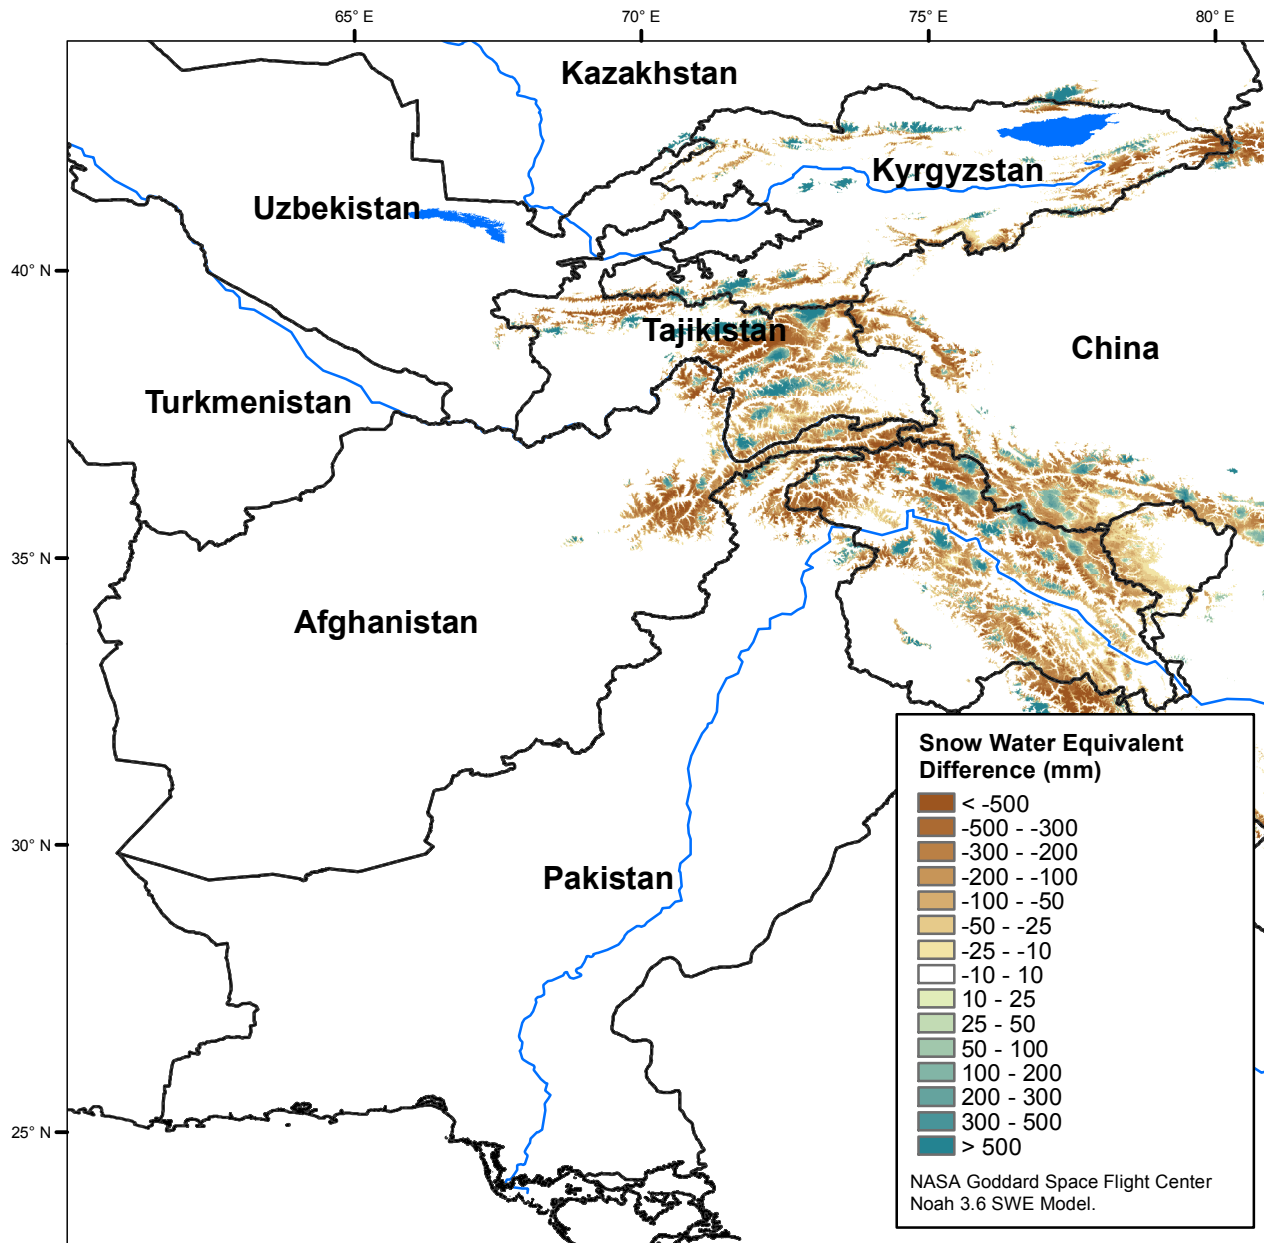 65° E
70° E
75° E
80° E
Kazakhstan
Kyrgyzstan
Uzbekistan
40° N
Tajikistan
China
Turkmenistan
35° N
Afghanistan
30° N
Pakistan
25° N
Snow Water Equivalent
Difference (mm)
< -500
-500 - -300
-300 - -200
-200 - -100
-100 - -50
-50 - -25
-25 - -10
-10 - 10
10 - 25
25 - 50
50 - 100
100 - 200
200 - 300
300 - 500
> 500
NASA Goddard Space Flight Center
Noah 3.6 SWE Model.